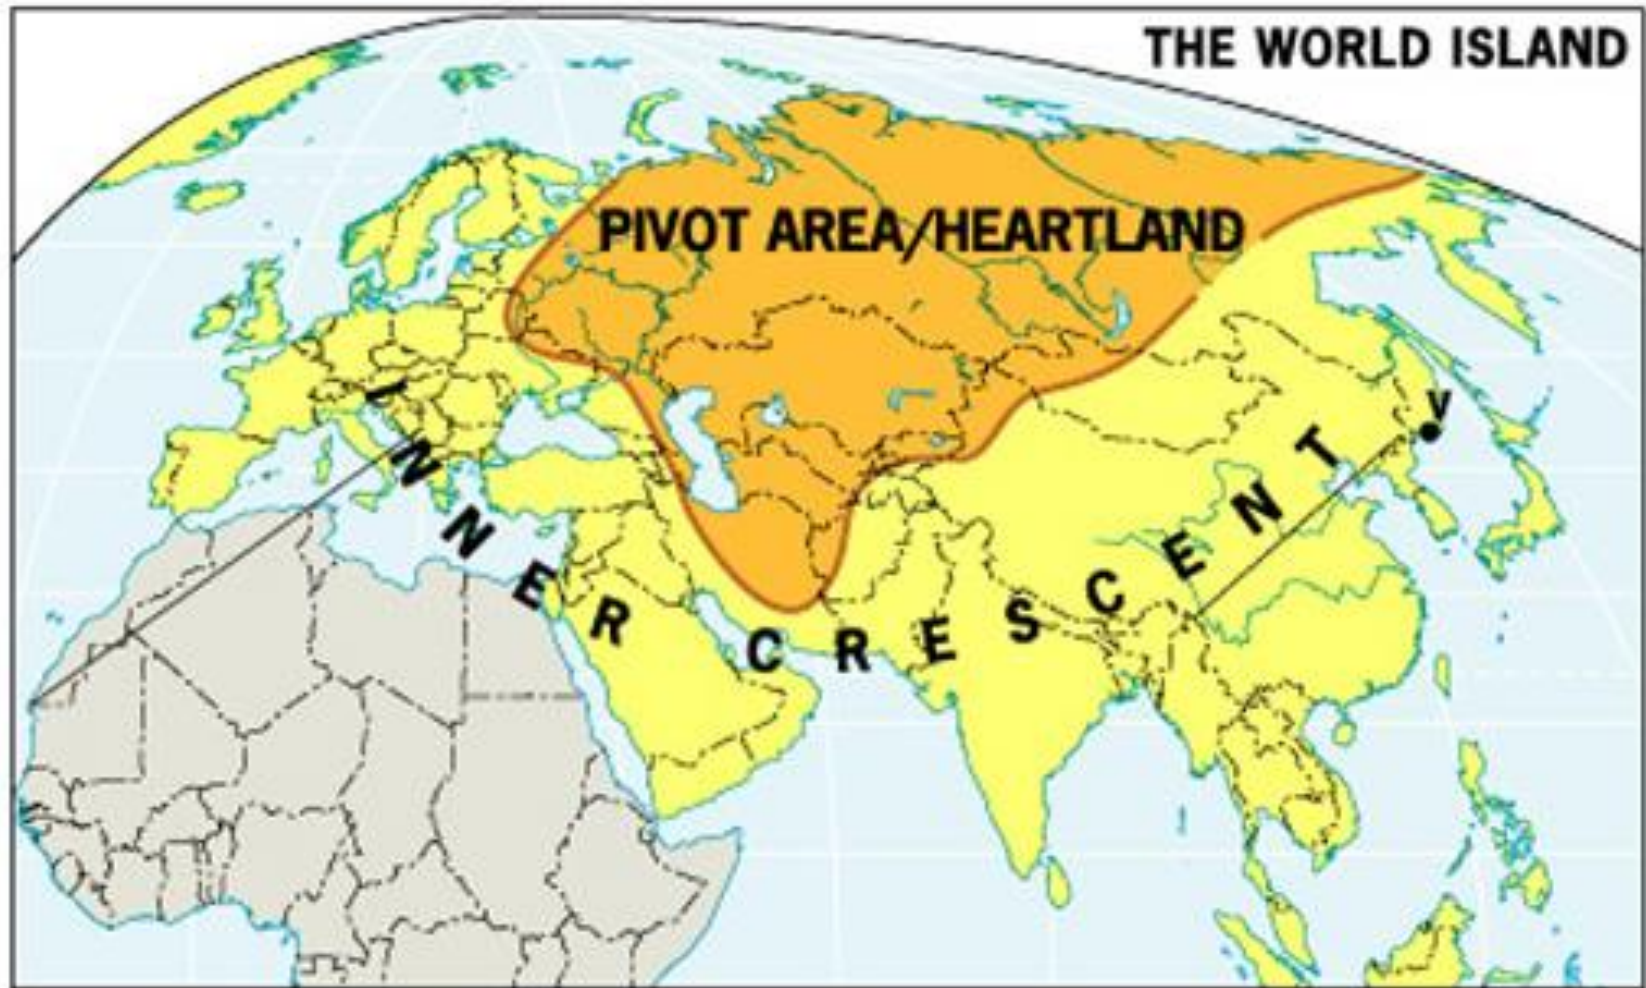 THE WORLD ISLAND
PIVOT AREA/HEARTLAND
V
INNER CRESCENT